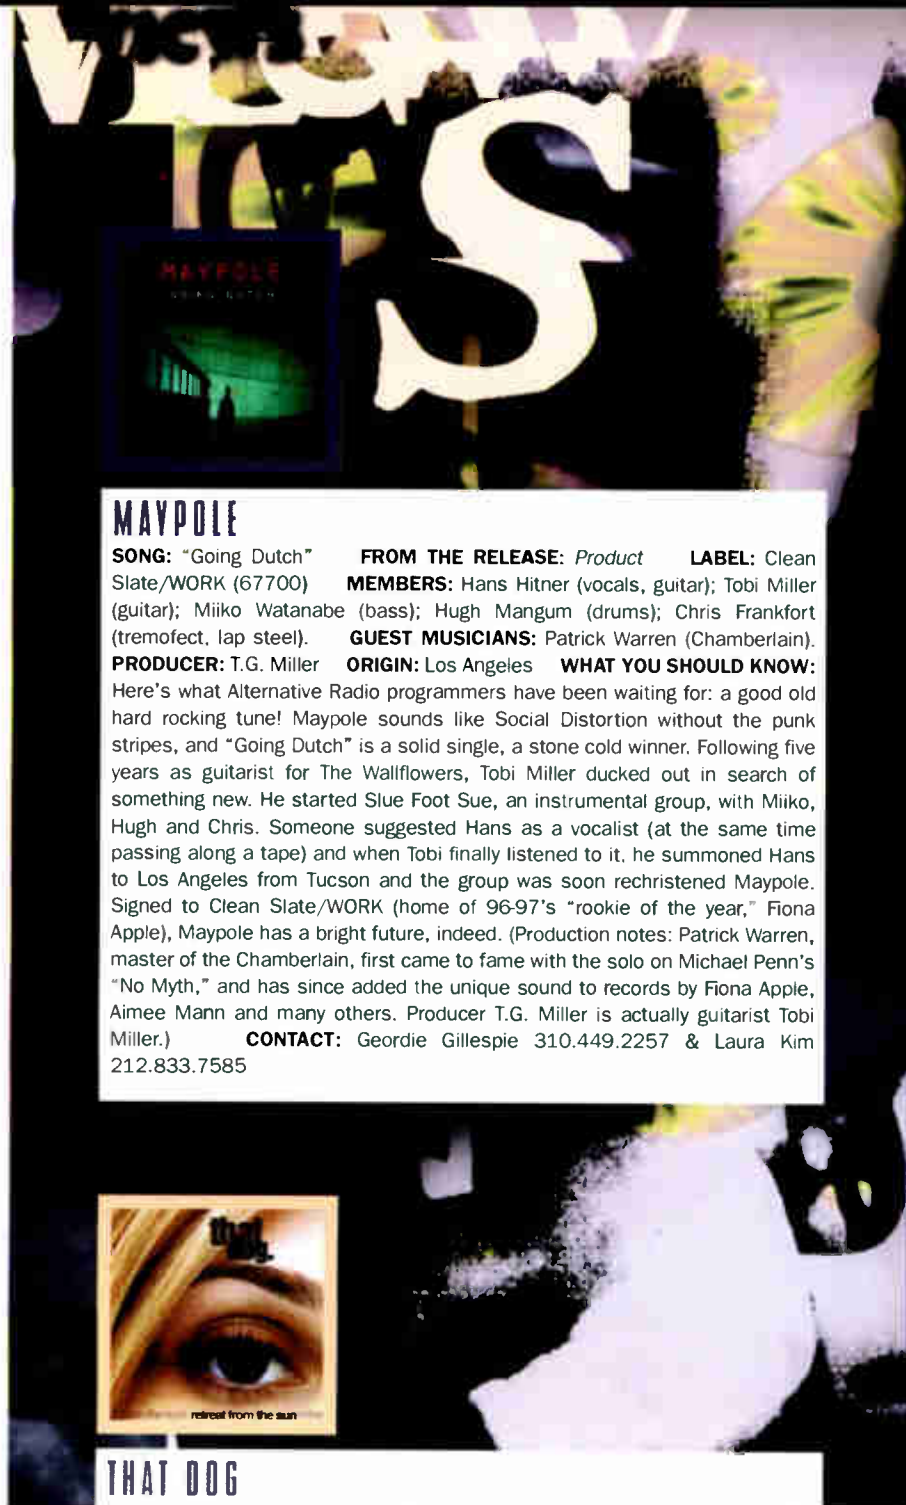 S
MAYPOLE
GOING DUTCH
MAYPOLE
SONG: "Going Dutch" FROM THE RELEASE: Product LABEL: Clean
Slate/WORK (67700) MEMBERS: Hans Hitner (vocals, guitar); Tobi Miller
(guitar); Miiko Watanabe (bass); Hugh Mangum (drums); Chris Frankfort
(tremofect, lap steel). GUEST MUSICIANS: Patrick Warren (Chamberlain).
PRODUCER: T.G. Miller ORIGIN: Los Angeles WHAT YOU SHOULD KNOW:
Here's what Alternative Radio programmers have been waiting for: a good old
hard rocking tune! Maypole sounds like Social Distortion without the punk
stripes, and "Going Dutch" is a solid single, a stone cold winner. Following five
years as guitarist for The Wallflowers, Tobi Miller ducked out in search of
something new. He started Slue Foot Sue, an instrumental group, with Miiko,
Hugh and Chris. Someone suggested Hans as a vocalist (at the same time
passing along a tape) and when Tobi finally listened to it, he summoned Hans
to Los Angeles from Tucson and the group was soon rechristened Maypole.
Signed to Clean Slate/WORK (home of 96-97's "rookie of the year," Fiona
Apple), Maypole has a bright future, indeed. (Production notes: Patrick Warren,
master of the Chamberlain, first came to fame with the solo on Michael Penn's
"No Myth," and has since added the unique sound to records by Fiona Apple,
Aimee Mann and many others. Producer T.G. Miller is actually guitarist Tobi
Miller.) CONTACT: Geordie Gillespie 310.449.2257 & Laura Kim
212.833.7585
that
dog.
retreat from the sun
THAT DOG